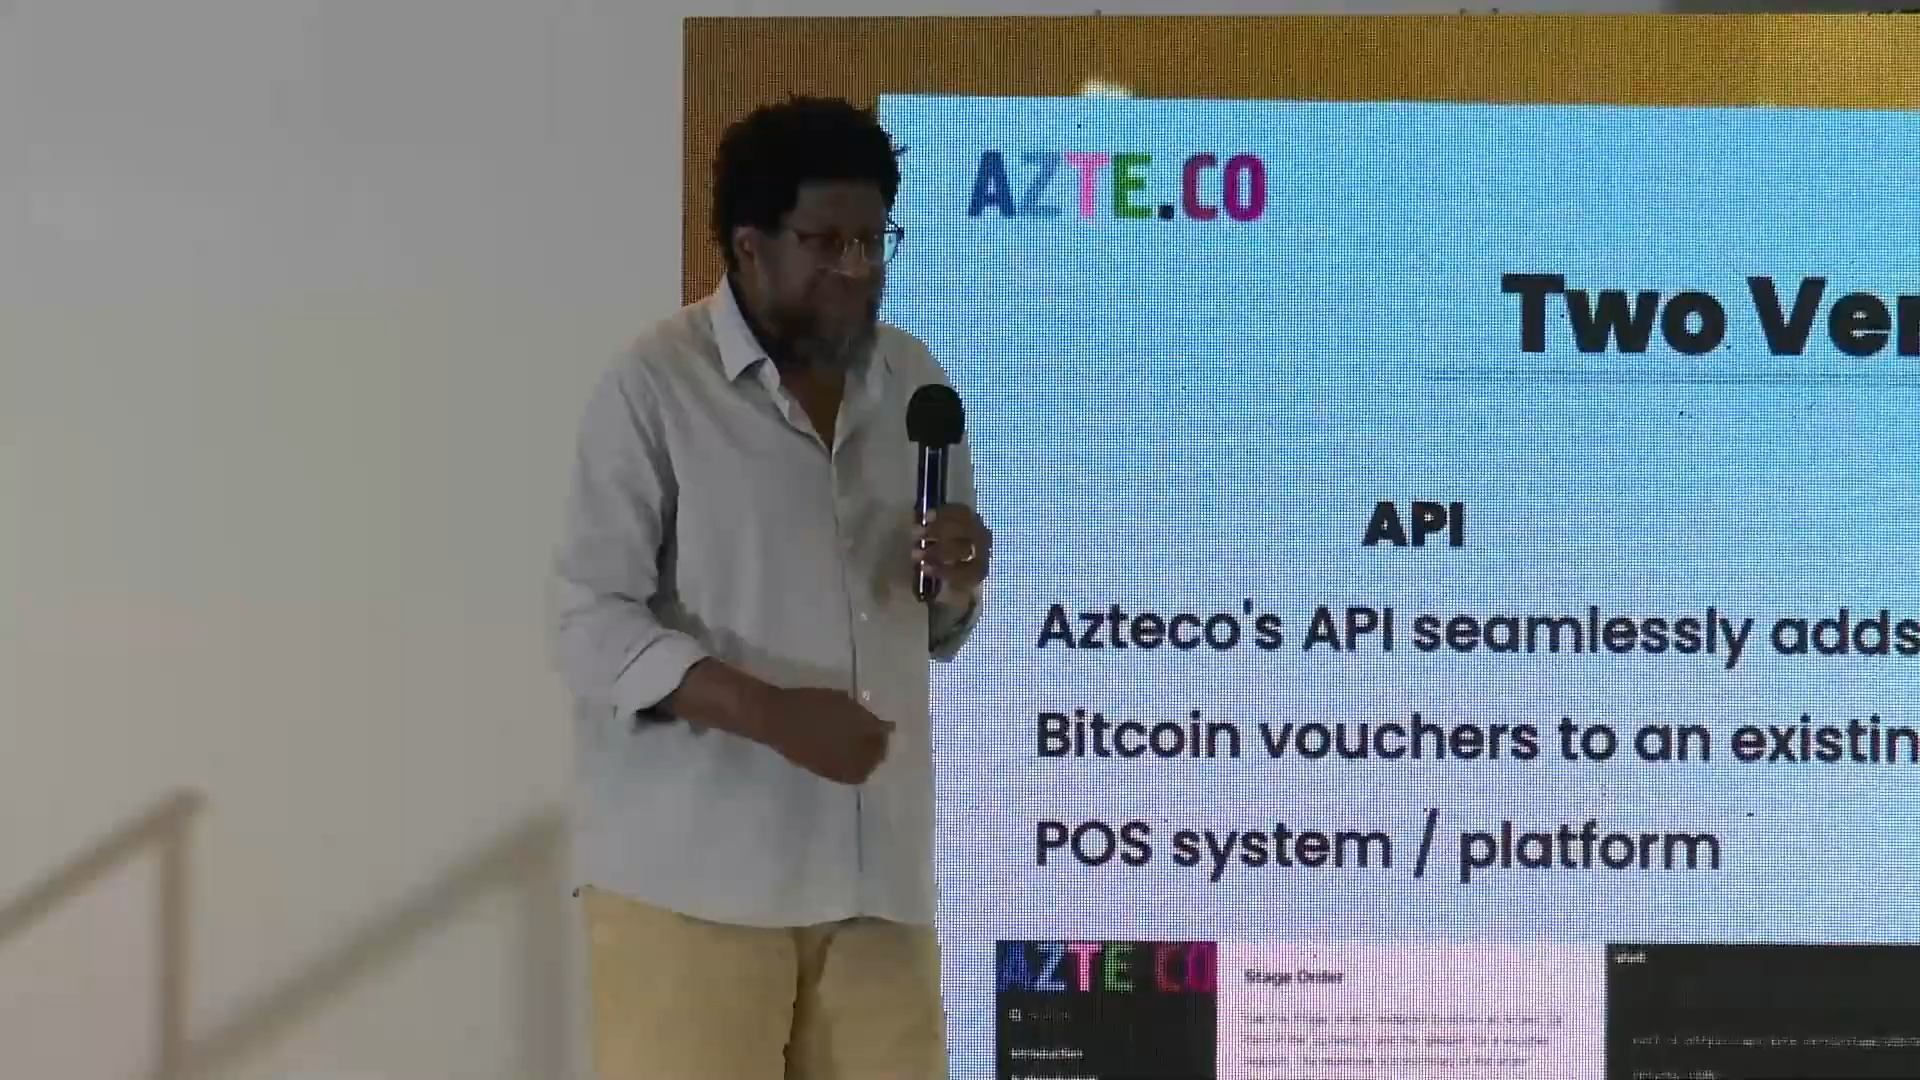 AZTE.CO
Two Ver
API
Azteco's API seamlessly adds
Bitcoin vouchers to an existin
POS system / platform
AZTE.CO
Stage Order
Introduction